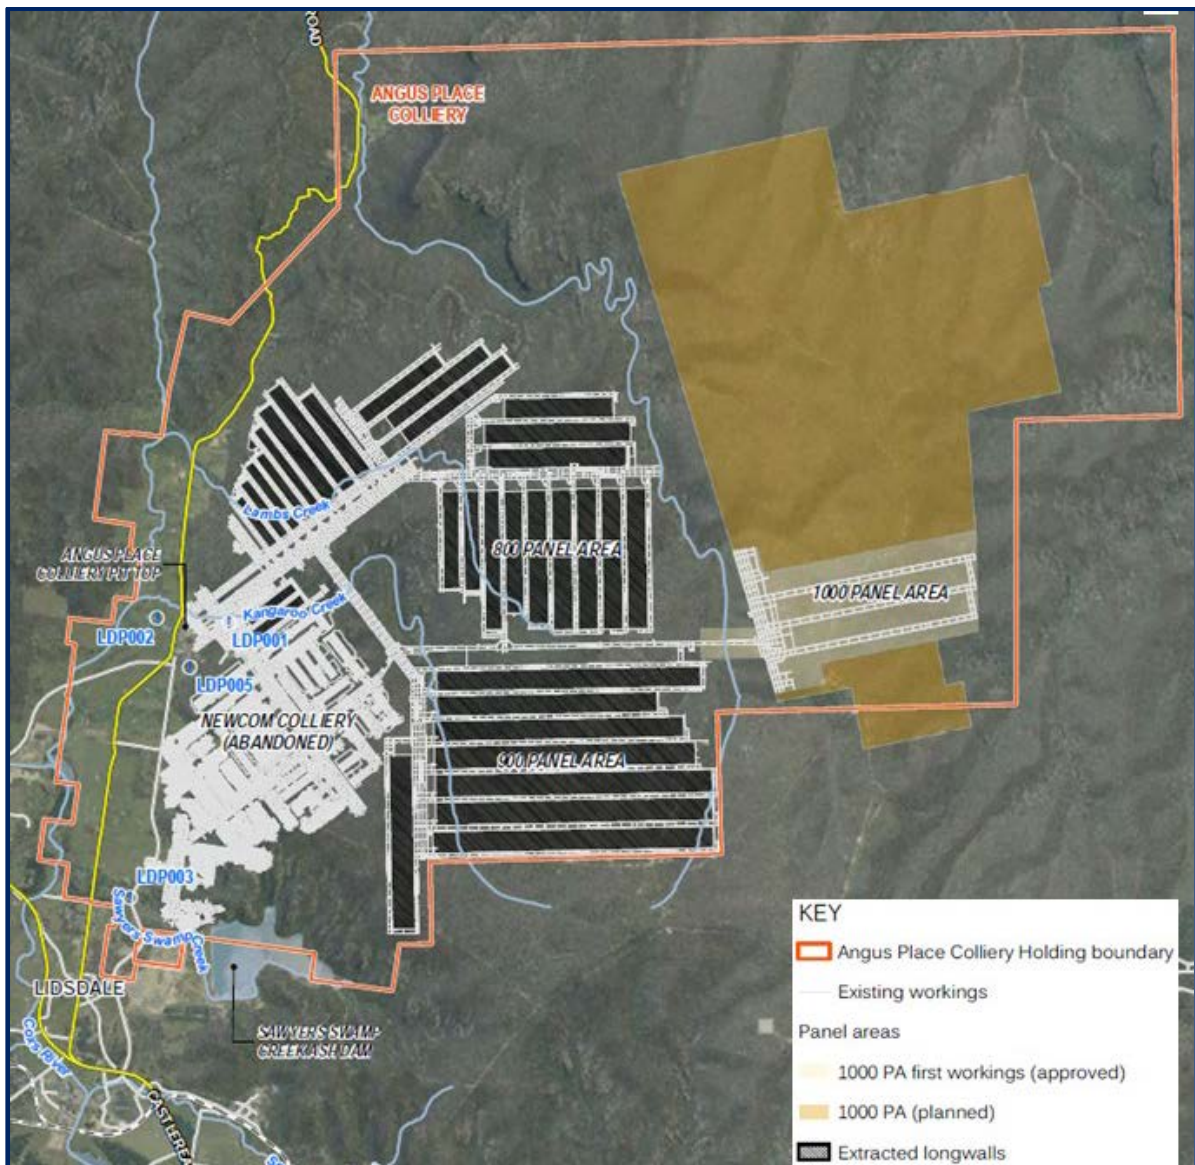 ROAD
ANGUS PLACE
COLLIERY
Lambs Creek
800 PANEL AREA
ANGUS PLACE
COLLIERY PIT TOP
1000 PANEL AREA
Kangaroo Creek
LDP002
LDP001
LDP005
NEWCOM COLLIERY
(ABANDONED)
900 PANEL AREA
LDP003
Sawyers Swamp Creek
LIDSDALE
SAWYERS SWAMP
CREEK ASH DAM
Coxs River
KEY
Angus Place Colliery Holding boundary
Existing workings
Panel areas
1000 PA first workings (approved)
1000 PA (planned)
Extracted longwalls